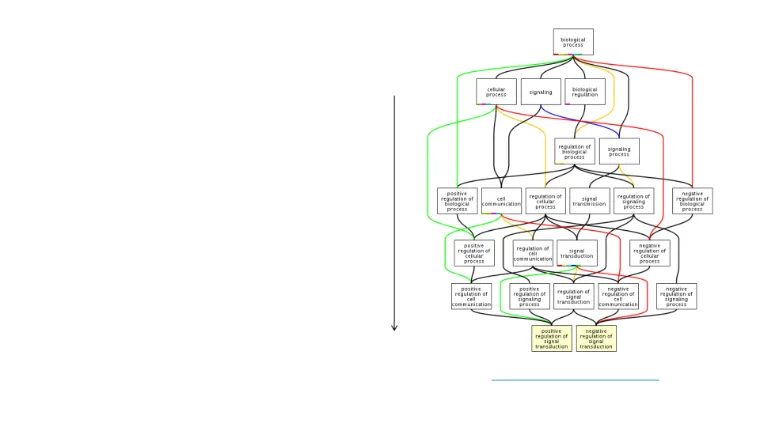 biological
process
cellular
process
signaling
biological
regulation
regulation of
biological
process
signaling
process
positive
regulation of
biological
process
cell
communication
regulation of
cellular
process
signal
transmission
regulation of
signaling
process
negative
regulation of
biological
process
positive
regulation of
cellular
process
regulation of
cell
communication
signal
transduction
negative
regulation of
cellular
process
positive
regulation of
cell
communication
positive
regulation of
signaling
process
regulation of
signal
transduction
negative
regulation of
cell
communication
negative
regulation of
signaling
process
positive
regulation of
signal
transduction
negative
regulation of
signal
transduction